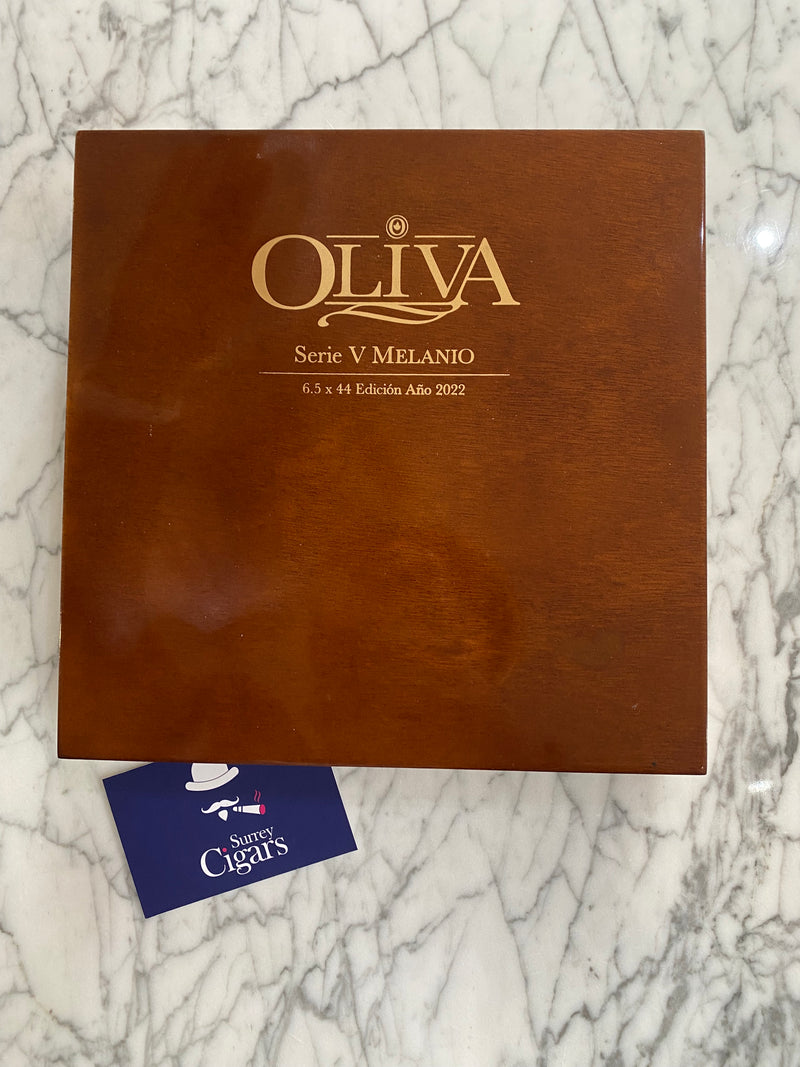 OLIVA
Serie V MELANIO
6.5 x 44 Edición Año 2022
Surrey
Cigars